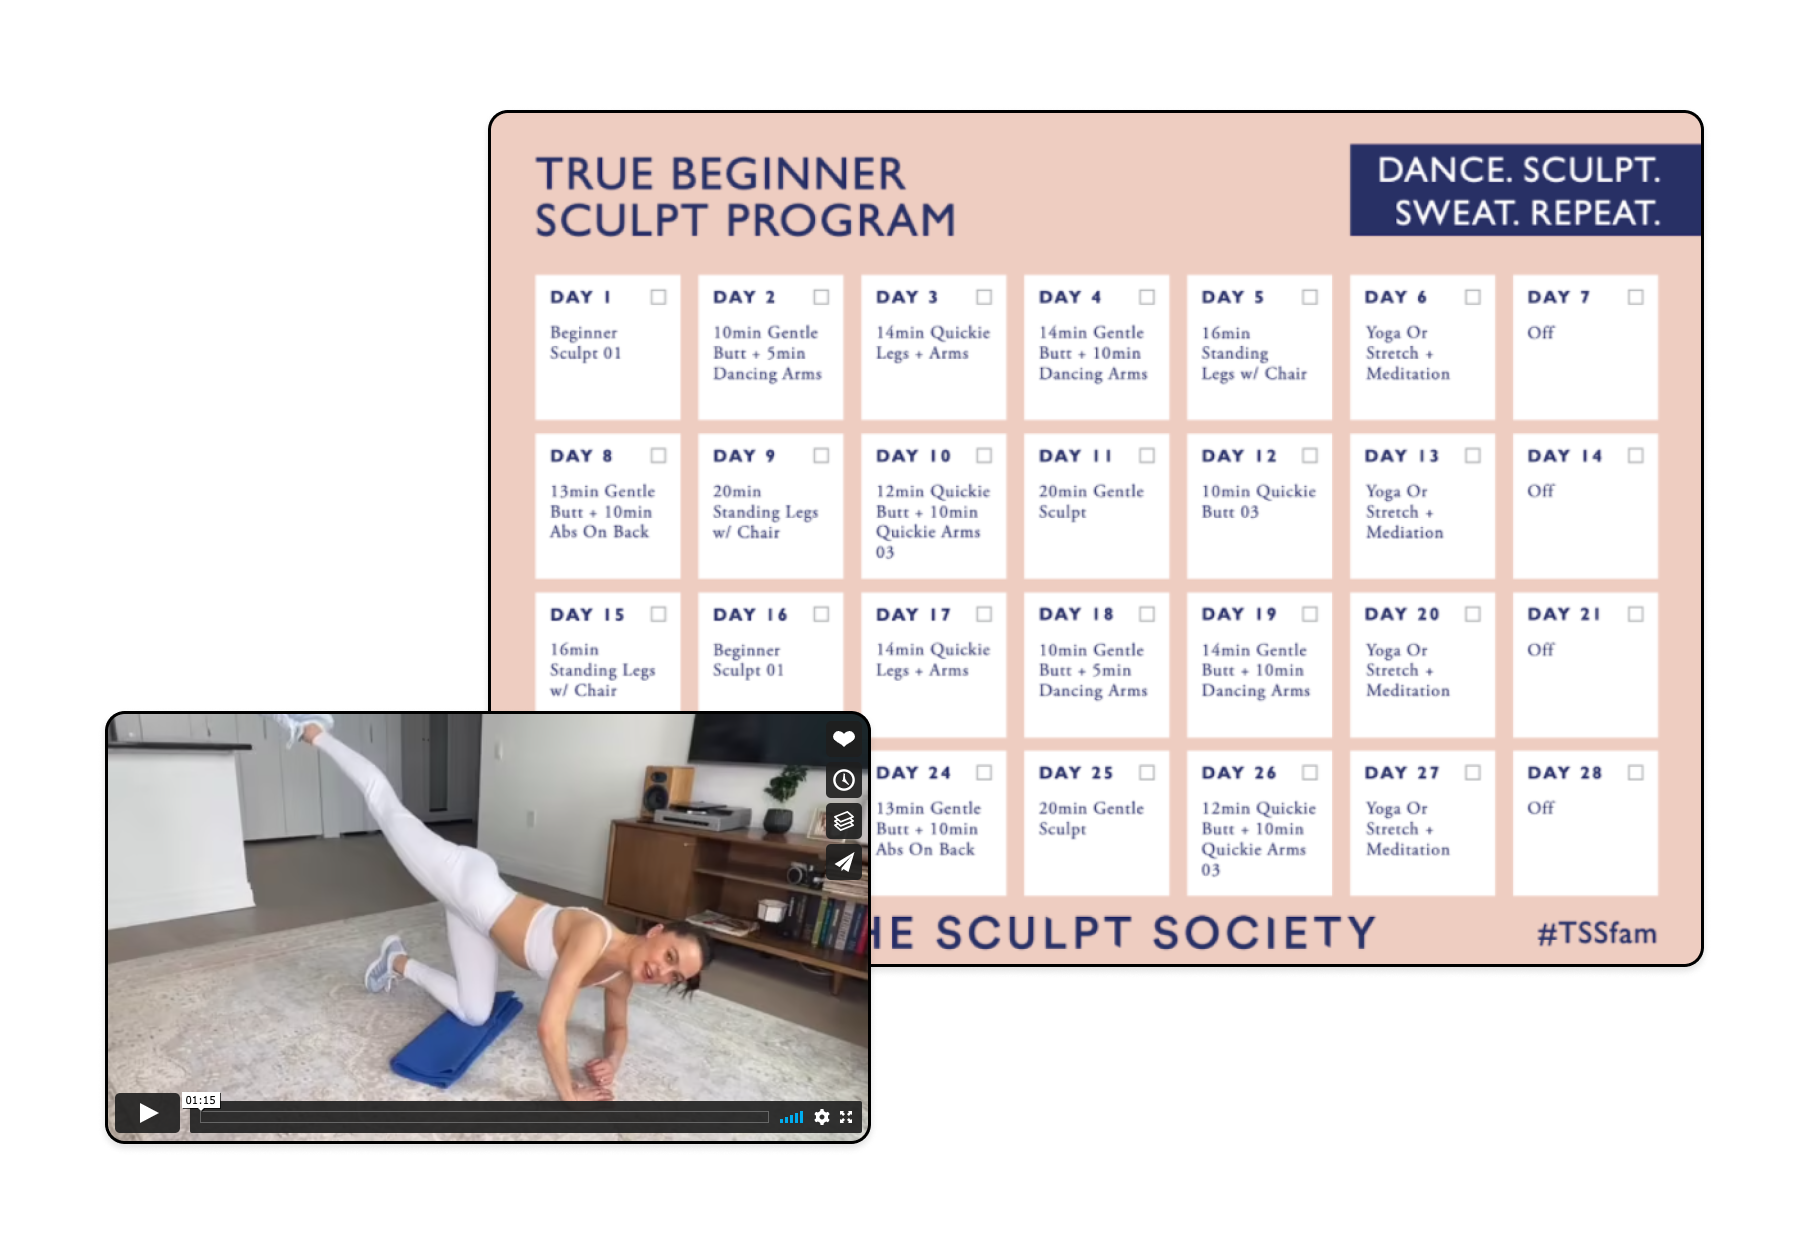 TRUE BEGINNER
SCULPT PROGRAM
DANCE. SCULPT.
SWEAT. REPEAT.
DAY 1
Beginner
Sculpt 01
DAY 2
10min Gentle
Butt + 5min
Dancing Arms
DAY 3
14min Quickie
Legs + Arms
DAY 4
14min Gentle
Butt + 10min
Dancing Arms
DAY 5
16min
Standing
Legs w/ Chair
DAY 6
Yoga Or
Stretch +
Meditation
DAY 7
Off
DAY 8
13min Gentle
Butt + 10min
Abs On Back
DAY 9
20min
Standing Legs
w/ Chair
DAY 10
12min Quickie
Butt + 10min
Quickie Arms
03
DAY 11
20min Gentle
Sculpt
DAY 12
10min Quickie
Butt 03
DAY 13
Yoga Or
Stretch +
Mediation
DAY 14
Off
DAY 15
16min
Standing Legs
w/ Chair
DAY 16
Beginner
Sculpt 01
DAY 17
14min Quickie
Legs + Arms
DAY 18
10min Gentle
Butt + 5min
Dancing Arms
DAY 19
14min Gentle
Butt + 10min
Dancing Arms
DAY 20
Yoga Or
Stretch +
Meditation
DAY 21
Off
DAY 24
13min Gentle
Butt + 10min
Abs On Back
DAY 25
20min Gentle
Sculpt
DAY 26
12min Quickie
Butt + 10min
Quickie Arms
03
DAY 27
Yoga Or
Stretch +
Meditation
DAY 28
Off
HE SCULPT SOCIETY
#TSSfam
01:15